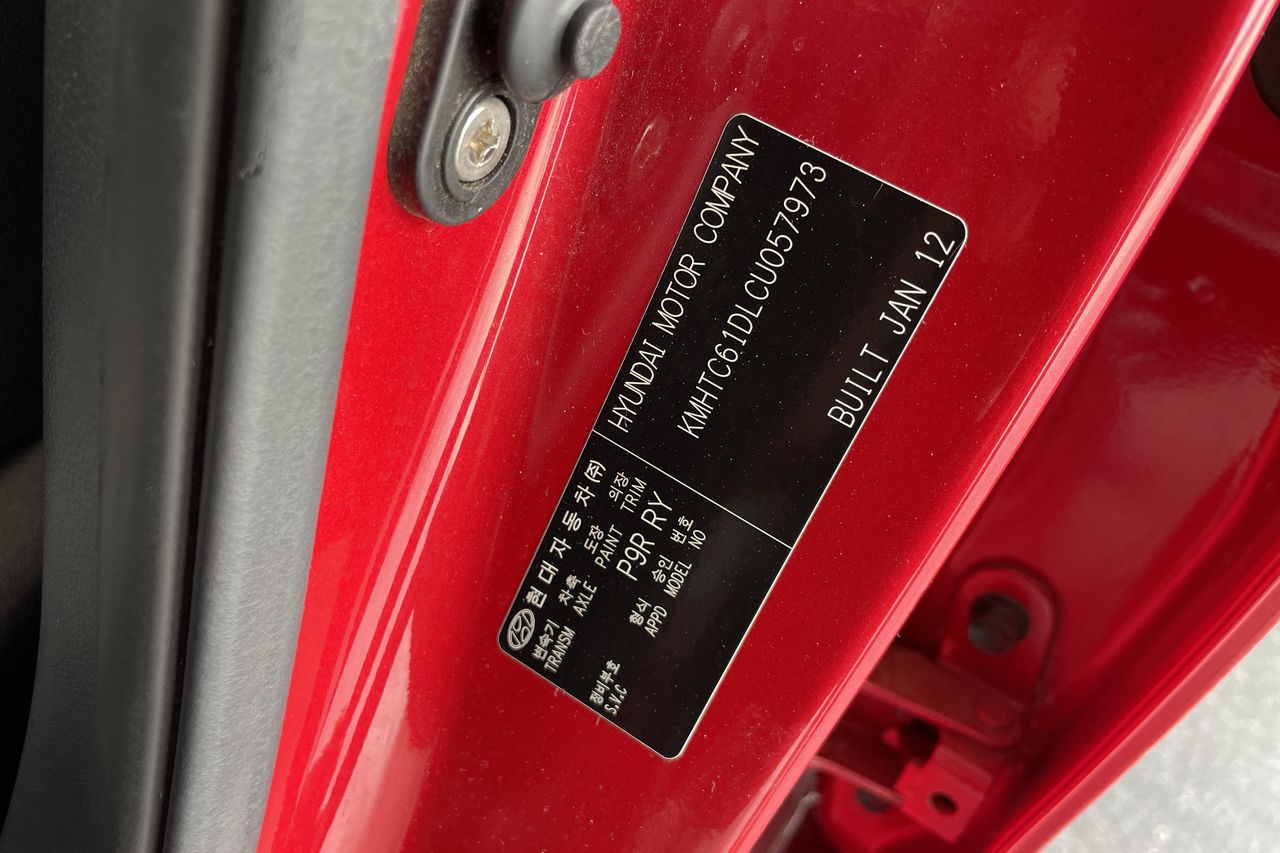 현대자동차(주)
변속기 차축 도장 의장
TRANSM AXLE PAINT TRIM
P9R RY
형식 승인 번호
APPD MODEL NO
장비부호
S.V.C
HYUNDAI MOTOR COMPANY
KMHTC61DLCU057973
BUILT JAN 12